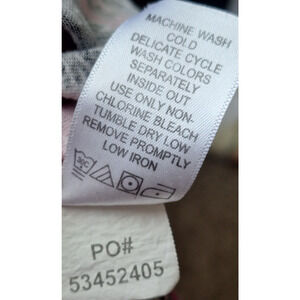 MACHINE WASH
COLD
DELICATE CYCLE
WASH COLORS
SEPARATELY
INSIDE OUT
USE ONLY NON-
CHLORINE BLEACH
TUMBLE DRY LOW
REMOVE PROMPTLY
LOW IRON
30C
PO#
53452405